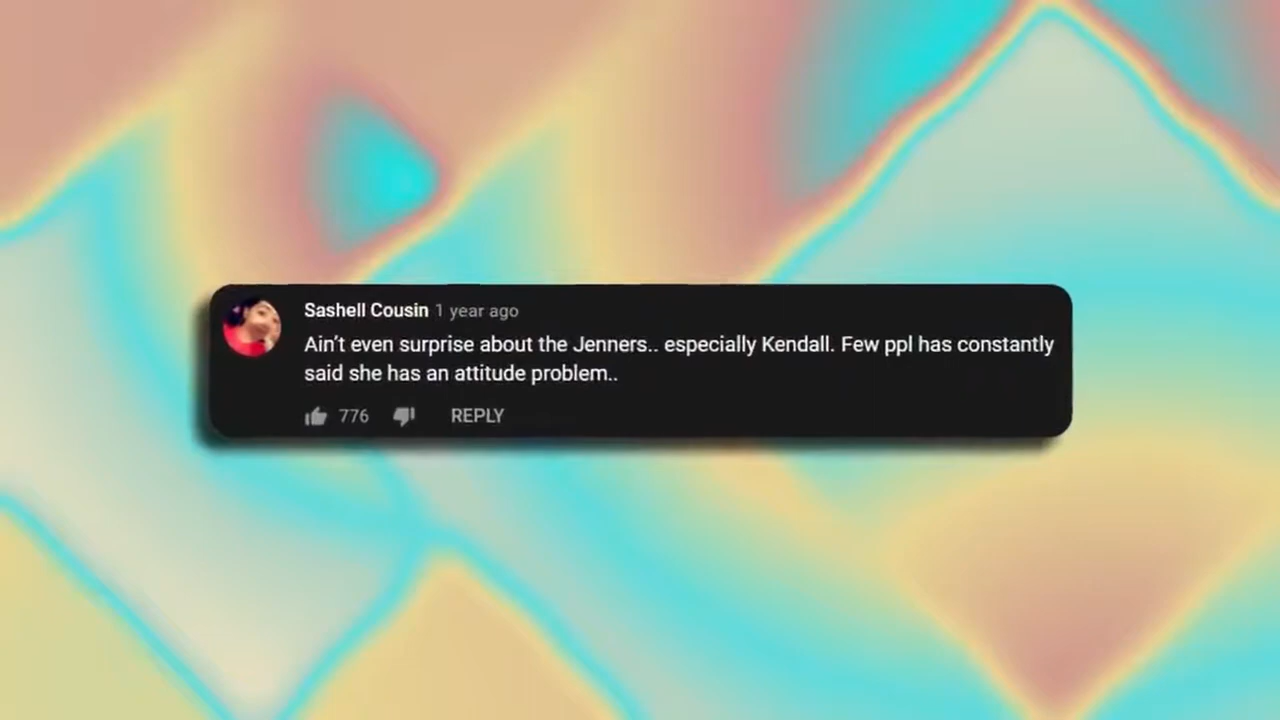 Sashell Cousin 1 year ago
Ain't even surprise about the Jenners.. especially Kendall. Few ppl has constantly
said she has an attitude problem..
776 REPLY